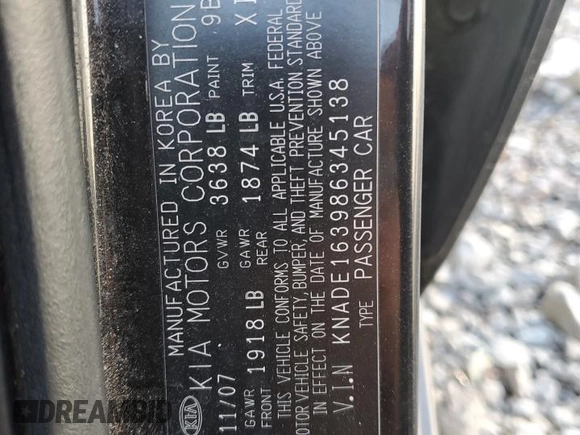 MANUFACTURED IN KOREA BY
KIA KIA MOTORS CORPORATION
11/07 GVWR 3638 LB PAINT 9B
GAWR FRONT 1918 LB GAWR REAR 1874 LB TRIM X
THIS VEHICLE CONFORMS TO ALL APPLICABLE U.S.A. FEDERAL
MOTOR VEHICLE SAFETY, BUMPER, AND THEFT PREVENTION STANDARD
IN EFFECT ON THE DATE OF MANUFACTURE SHOWN ABOVE
V.I.N KNADE163986345138
TYPE PASSENGER CAR
DREAMBID